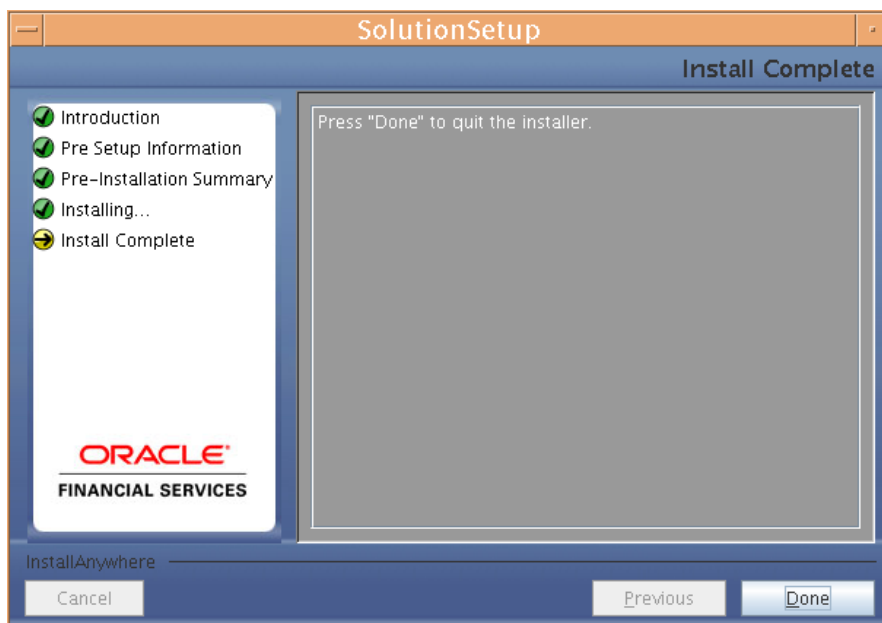 SolutionSetup
Install Complete
Introduction
Pre Setup Information
Pre-Installation Summary
Installing...
Install Complete
ORACLE
FINANCIAL SERVICES
Press "Done" to quit the installer.
InstallAnywhere
Cancel
Previous
Done